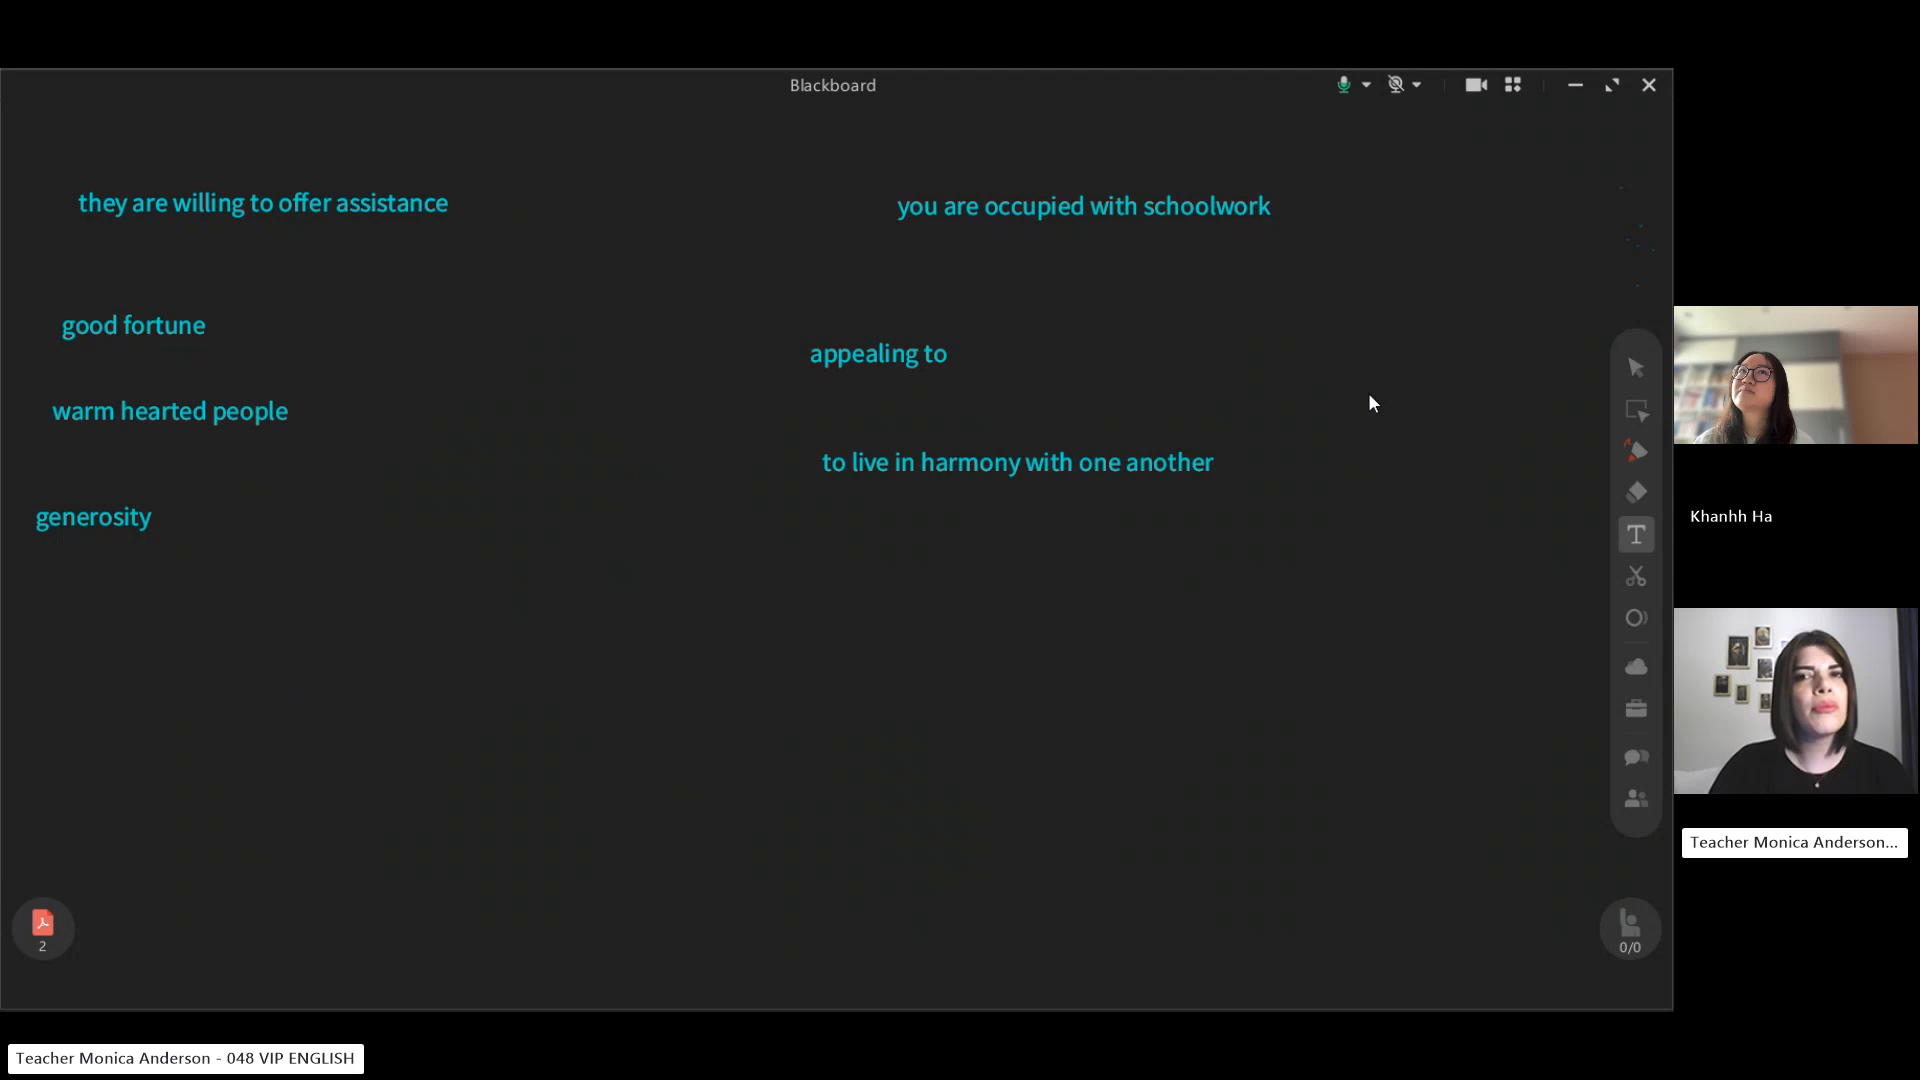 Blackboard
they are willing to offer assistance
you are occupied with schoolwork
good fortune
appealing to
warm hearted people
to live in harmony with one another
generosity
Khanhh Ha
Teacher Monica Anderson...
2
0/0
Teacher Monica Anderson - 048 VIP ENGLISH